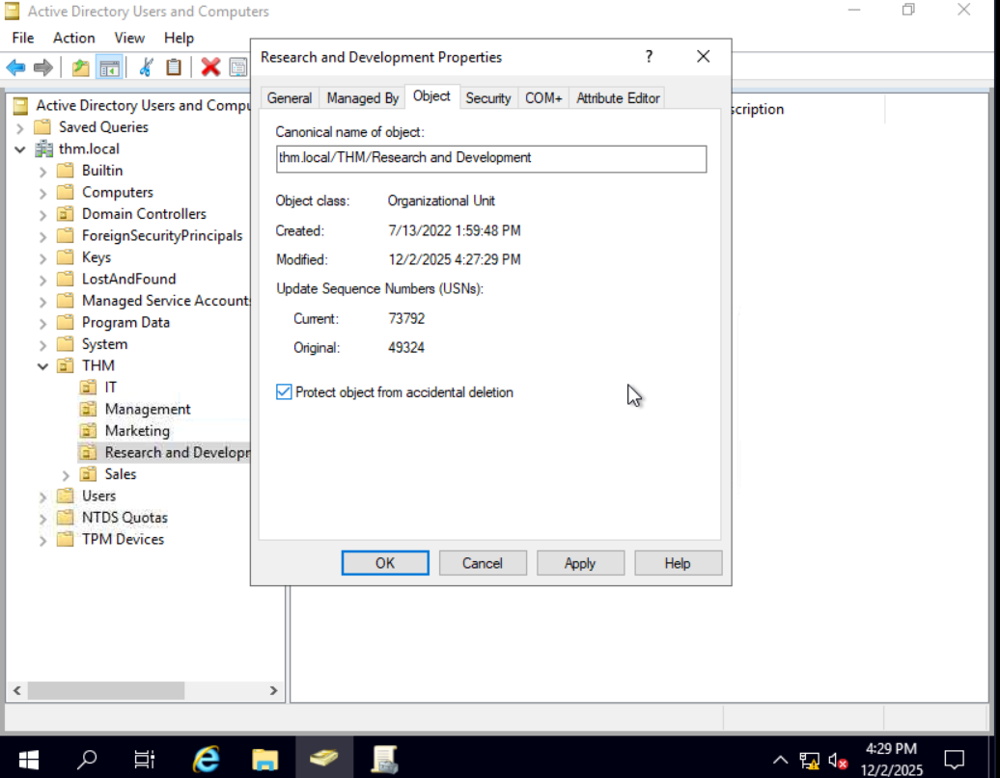 Active Directory Users and Computers
File Action View Help
Research and Development Properties
?
General Managed By Object Security COM+ Attribute Editor
Canonical name of object:
thm.local/THM/Research and Development
Object class: Organizational Unit
Created: 7/13/2022 1:59:48 PM
Modified: 12/2/2025 4:27:29 PM
Update Sequence Numbers (USNs):
Current: 73792
Original: 49324
Protect object from accidental deletion
OK Cancel Apply Help
Active Directory Users and Compu
Saved Queries
thm.local
Builtin
Computers
Domain Controllers
ForeignSecurityPrincipals
Keys
LostAndFound
Managed Service Accounts
Program Data
System
THM
IT
Management
Marketing
Research and Developr
Sales
Users
NTDS Quotas
TPM Devices
scription
4:29 PM
12/2/2025